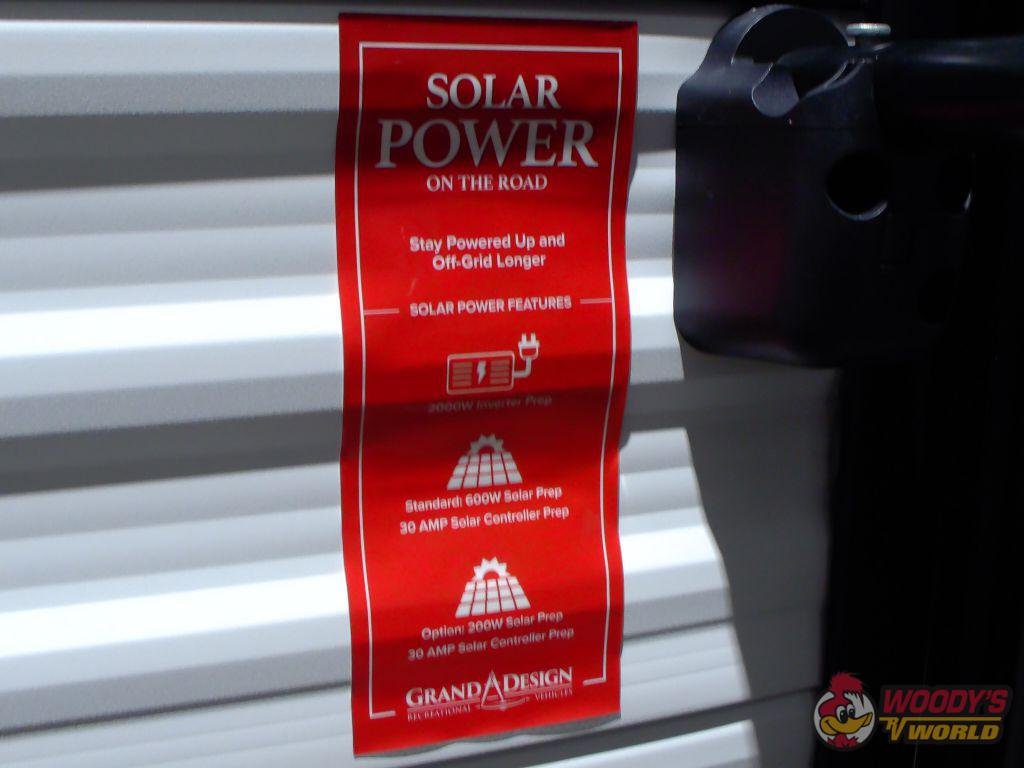 SOLAR
POWER
ON THE ROAD
Stay Powered Up and
Off-Grid Longer
SOLAR POWER FEATURES
2000W Inverter Prep
Standard: 600W Solar Prep
30 AMP Solar Controller Prep
Option: 200W Solar Prep
30 AMP Solar Controller Prep
GRAND DESIGN
RECREATIONAL VEHICLES
WOODY'S
RV WORLD